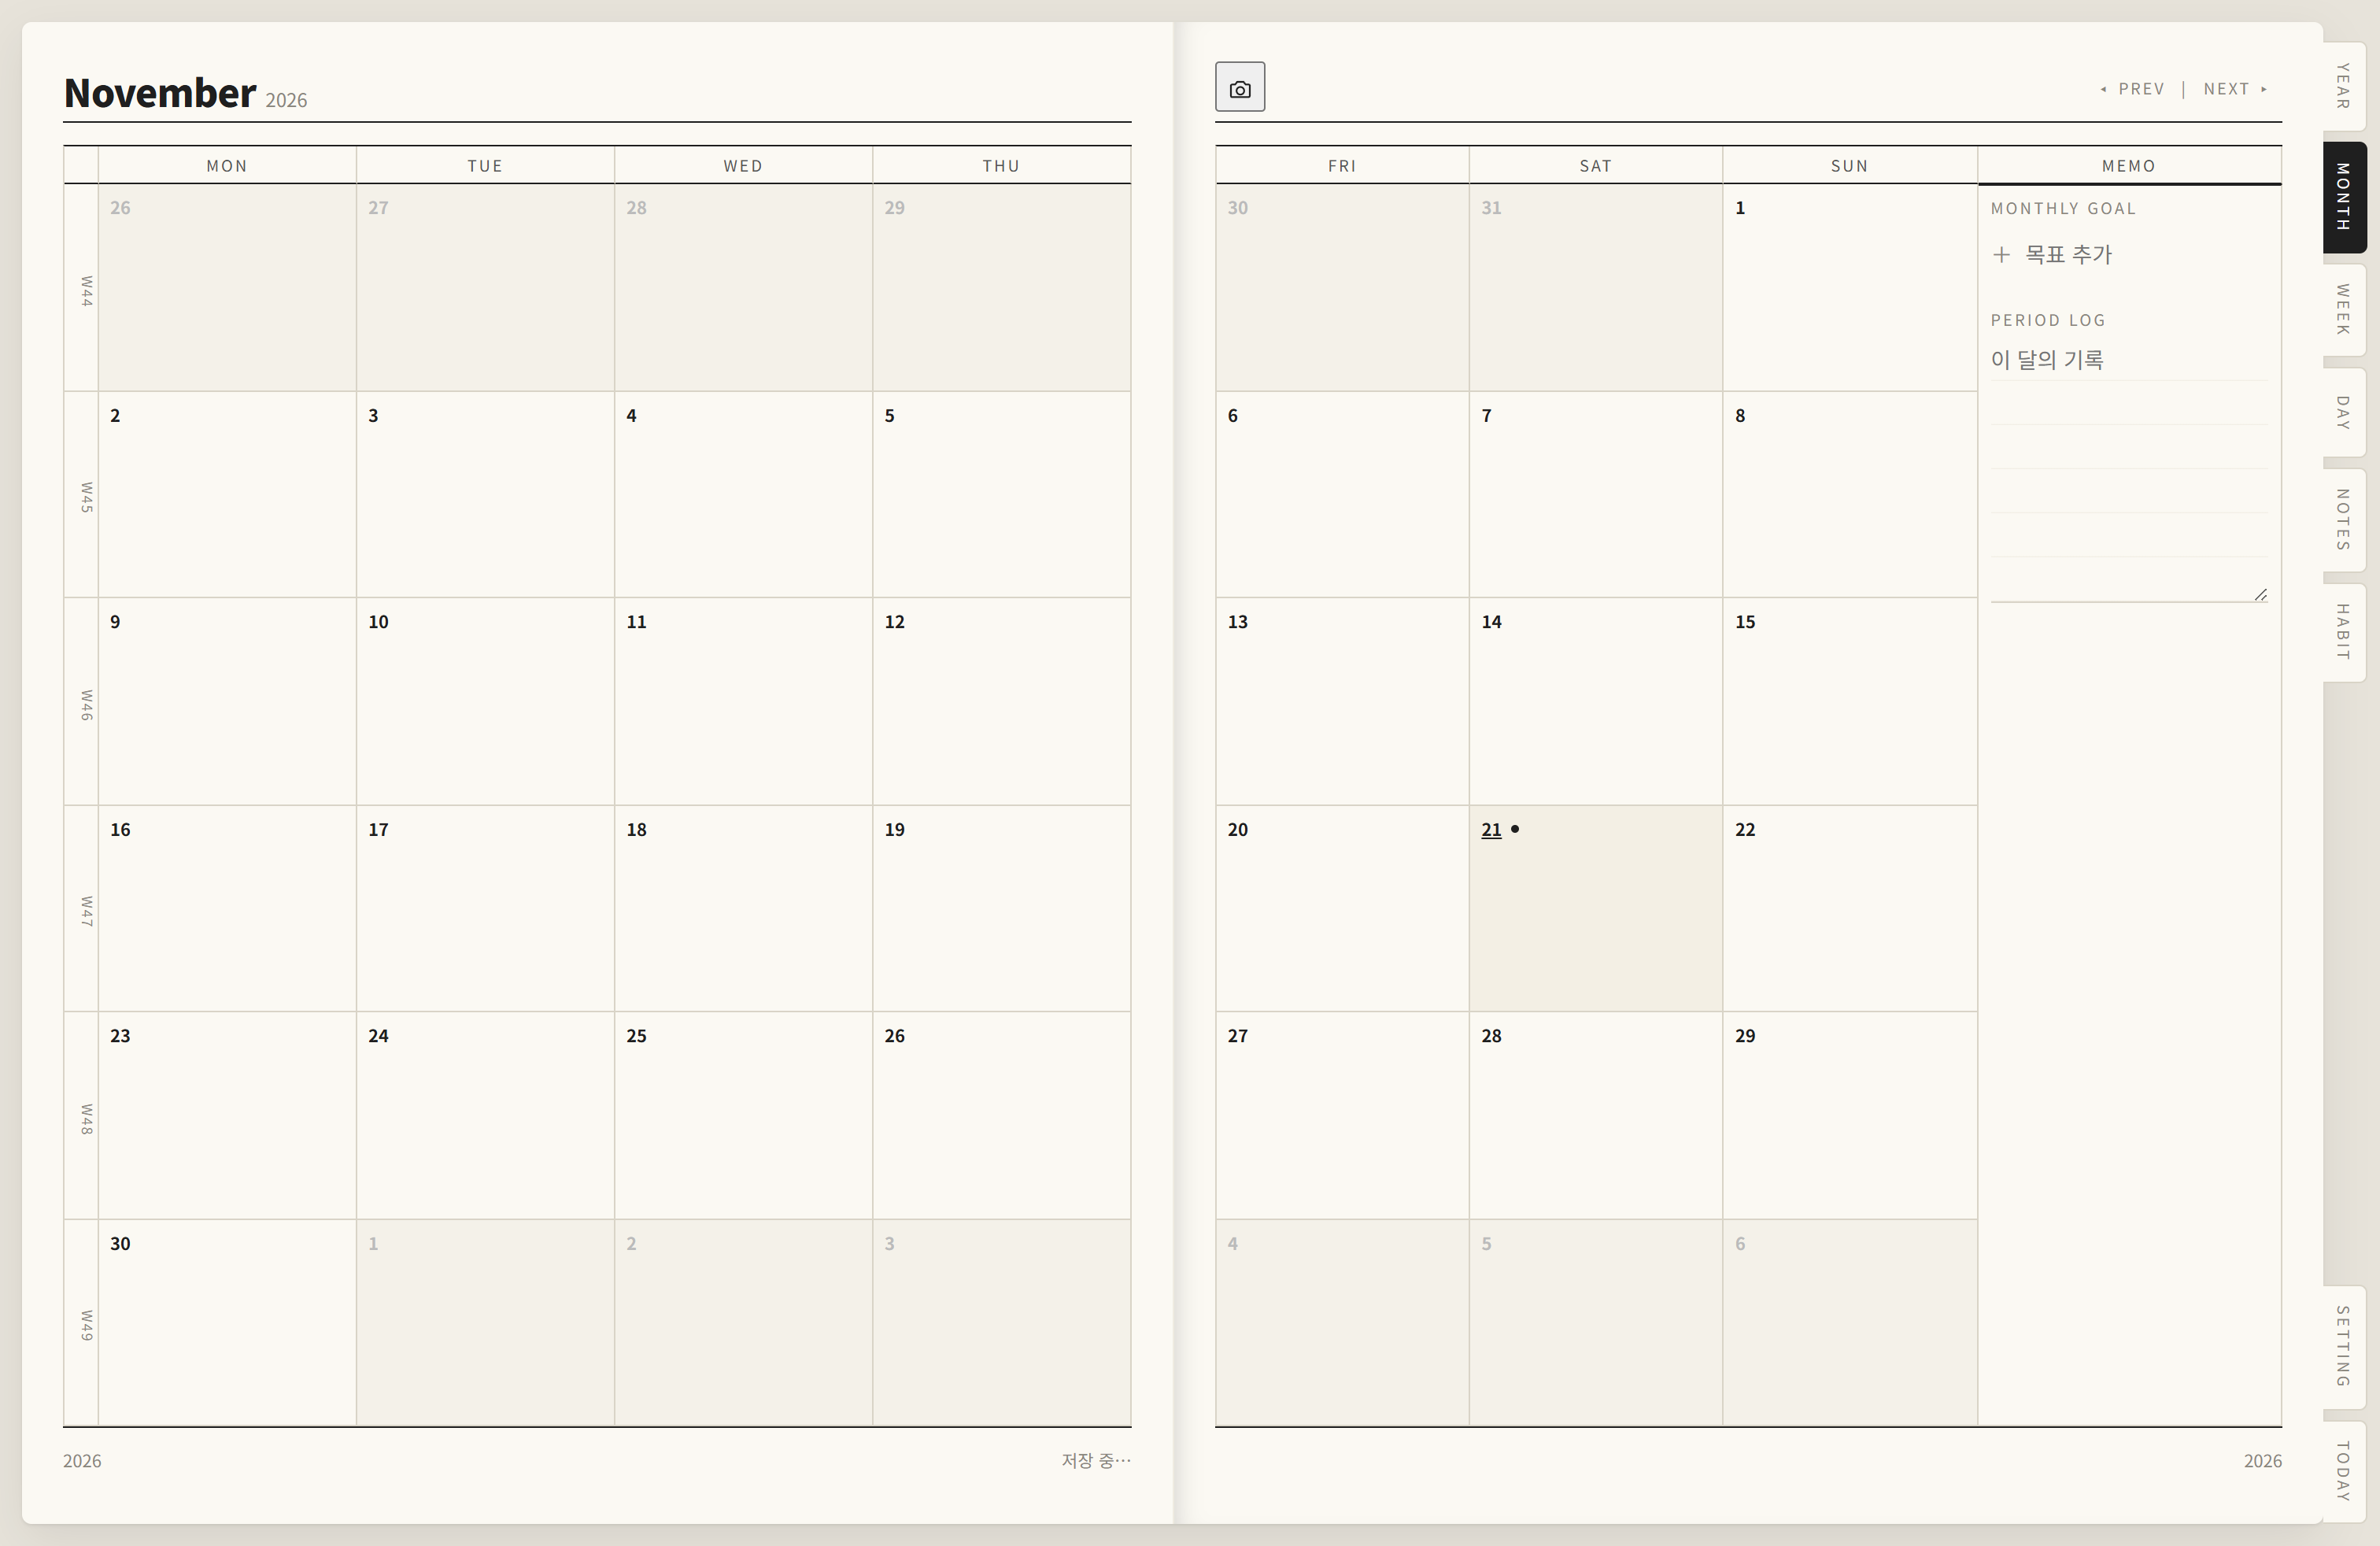 November 2026
◂ PREV | NEXT ▸
MON TUE WED THU FRI SAT SUN MEMO
W44 26 27 28 29 30 31 1
MONTHLY GOAL
+ 목표 추가
PERIOD LOG
이 달의 기록
W45 2 3 4 5 6 7 8
W46 9 10 11 12 13 14 15
W47 16 17 18 19 20 21 22
W48 23 24 25 26 27 28 29
W49 30 1 2 3 4 5 6
2026 저장 중⋯ 2026
YEAR
MONTH
WEEK
DAY
NOTES
HABIT
SETTING
TODAY